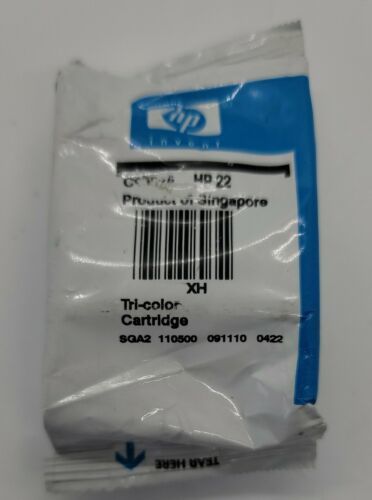 hp
invent
HP 22
Product of Singapore
XH
Tri-color
Cartridge
SGA2 110500 091110 0422
TEAR HERE